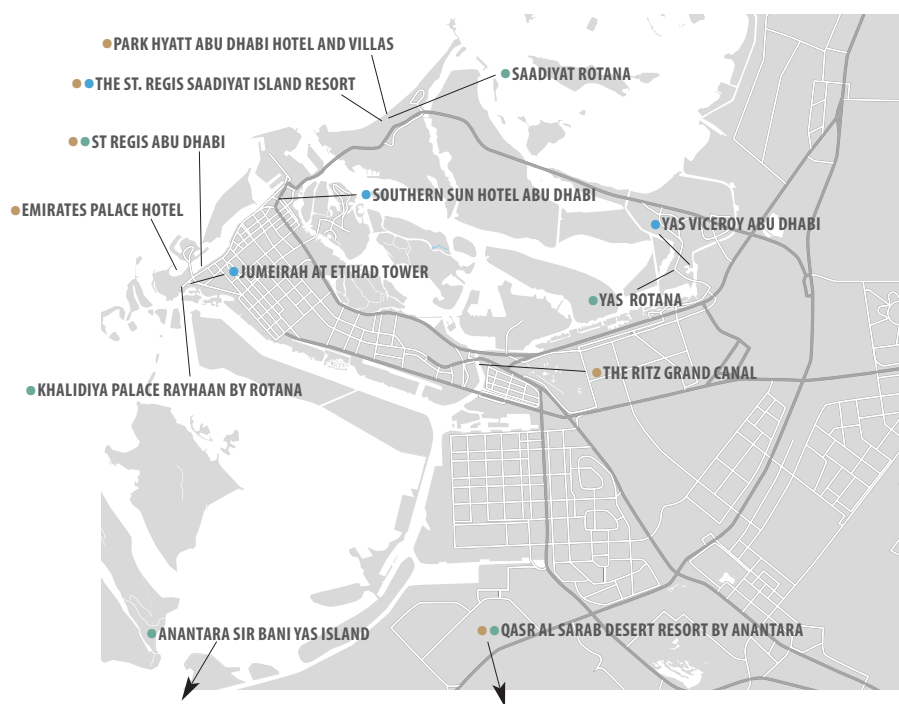 PARK HYATT ABU DHABI HOTEL AND VILLAS
SAADIYAT ROTANA
THE ST. REGIS SAADIYAT ISLAND RESORT
ST REGIS ABU DHABI
SOUTHERN SUN HOTEL ABU DHABI
EMIRATES PALACE HOTEL
YAS VICEROY ABU DHABI
JUMEIRAH AT ETIHAD TOWER
YAS ROTANA
THE RITZ GRAND CANAL
KHALIDIYA PALACE RAYHAAN BY ROTANA
ANANTARA SIR BANI YAS ISLAND
QASR AL SARAB DESERT RESORT BY ANANTARA